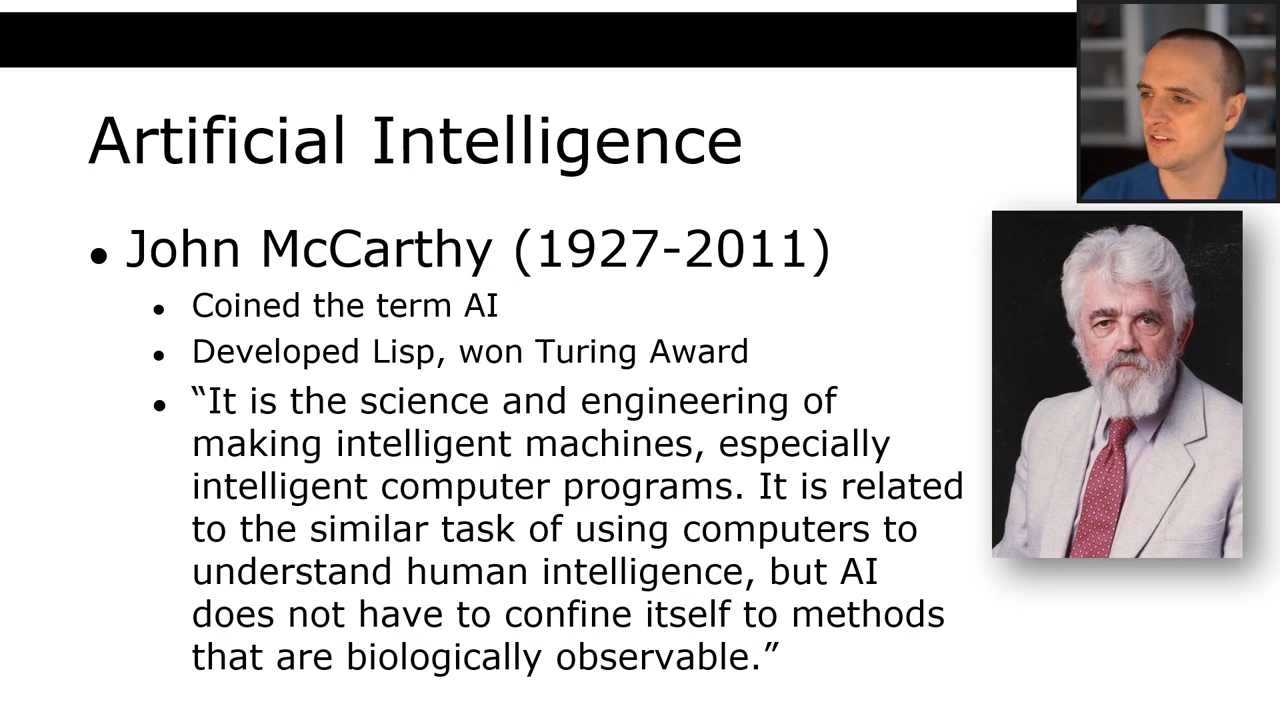 Artificial Intelligence
• John McCarthy (1927-2011)
• Coined the term AI
• Developed Lisp, won Turing Award
• “It is the science and engineering of
making intelligent machines, especially
intelligent computer programs. It is related
to the similar task of using computers to
understand human intelligence, but AI
does not have to confine itself to methods
that are biologically observable.”